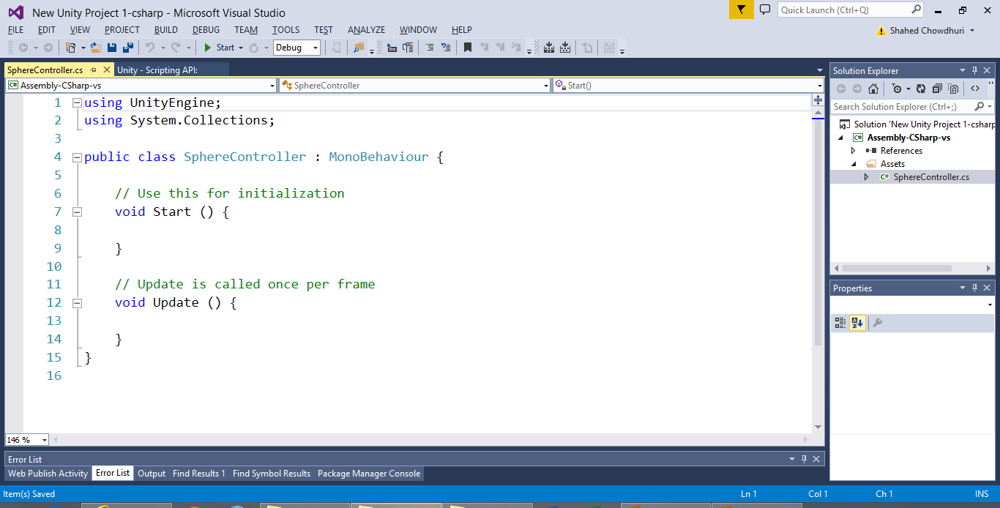 New Unity Project 1-csharp - Microsoft Visual Studio
Quick Launch (Ctrl+Q)
FILE EDIT VIEW PROJECT BUILD DEBUG TEAM TOOLS TEST ANALYZE WINDOW HELP
Shahed Chowdhuri
Start Debug
SphereController.cs Unity - Scripting API:
C# Assembly-CSharp-vs SphereController Start()
1 using UnityEngine;
2 using System.Collections;
3
4 public class SphereController : MonoBehaviour {
5
6 // Use this for initialization
7 void Start () {
8
9 }
10
11 // Update is called once per frame
12 void Update () {
13
14 }
15 }
16
146 %
Solution Explorer
Search Solution Explorer (Ctrl+;)
Solution 'New Unity Project 1-csharp
C# Assembly-CSharp-vs
References
Assets
C# SphereController.cs
Properties
Error List
Web Publish Activity Error List Output Find Results 1 Find Symbol Results Package Manager Console
Item(s) Saved Ln 1 Col 1 Ch 1 INS